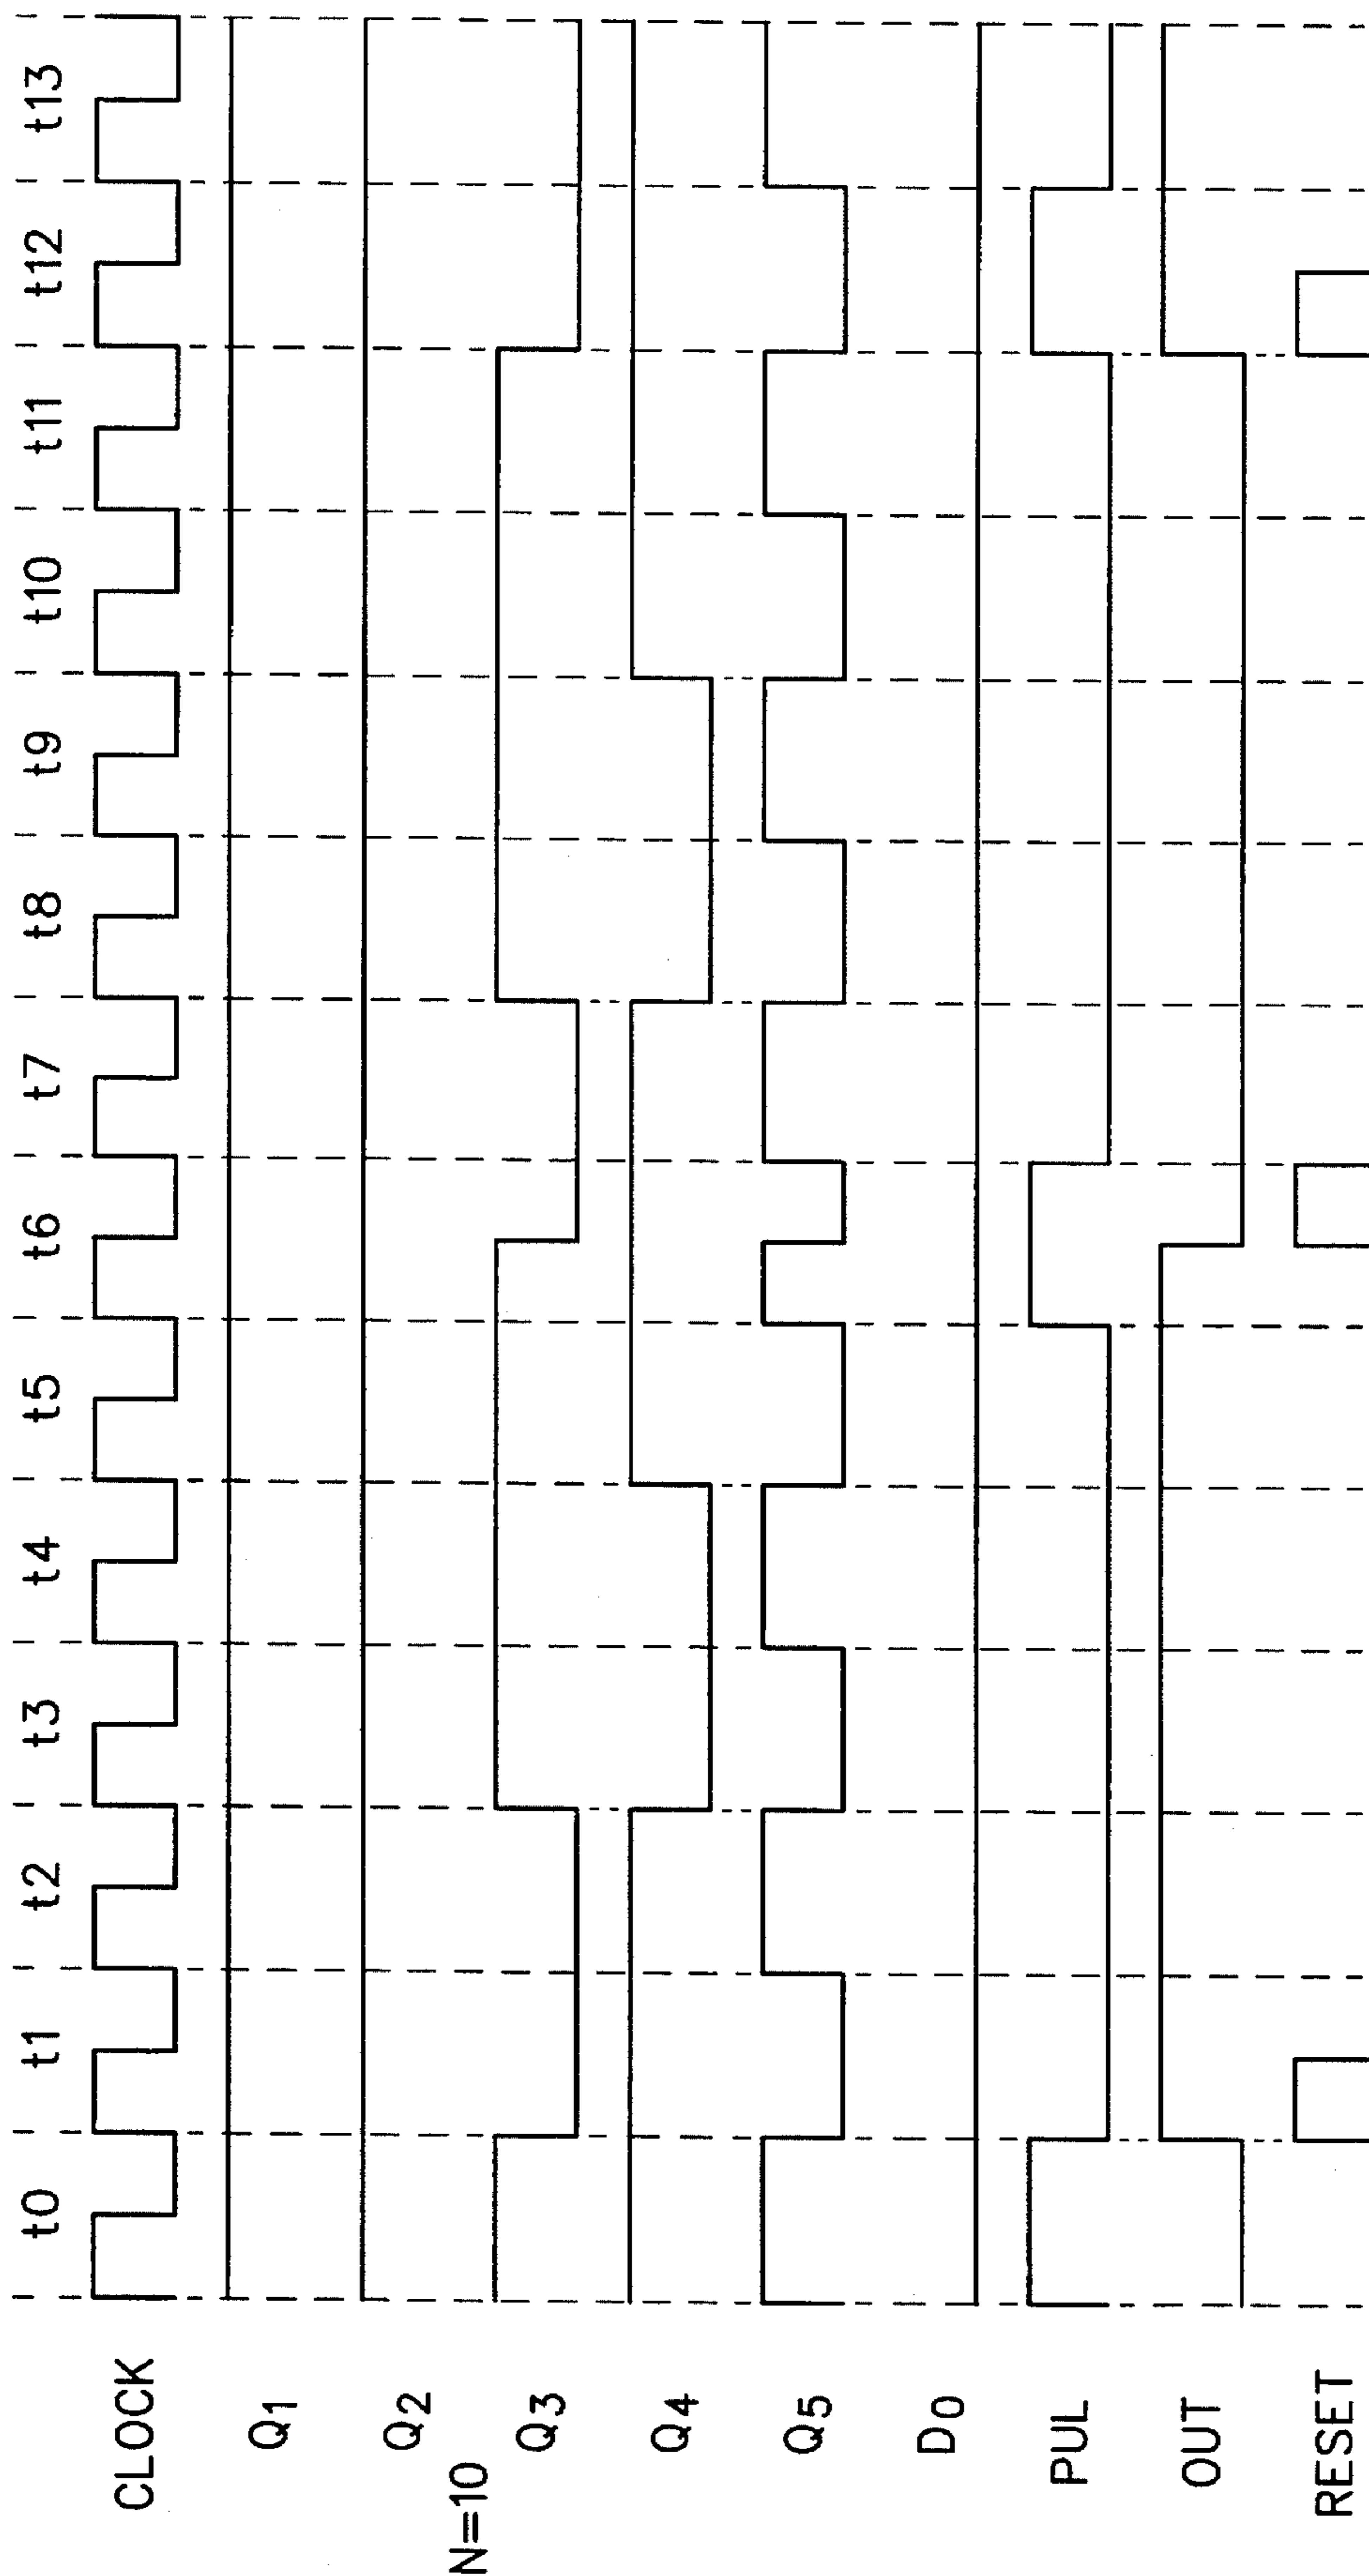 t0 t1 t2 t3 t4 t5 t6 t7 t8 t9 t10 t11 t12 t13
CLOCK
Q1
Q2
N=10
Q3
Q4
Q5
D0
PUL
OUT
RESET